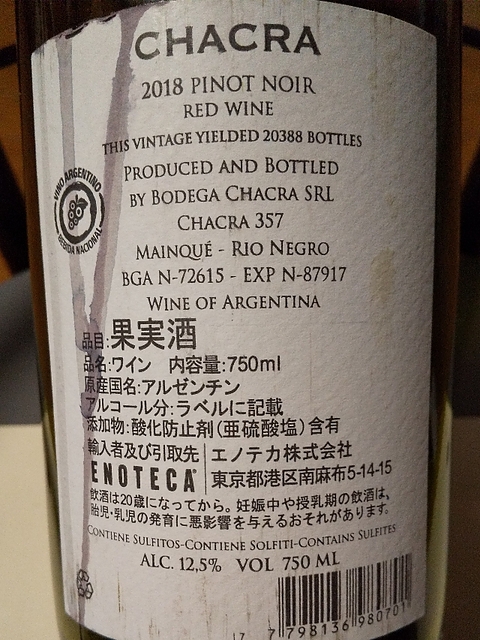 CHACRA
2018 PINOT NOIR
RED WINE
THIS VINTAGE YIELDED 20388 BOTTLES
PRODUCED AND BOTTLED
BY BODEGA CHACRA SRL
CHACRA 357
MAINQUÉ - RIO NEGRO
BGA N-72615 - EXP N-87917
WINE OF ARGENTINA
VINO ARGENTINO
BEBIDA NACIONAL
品目:果実酒
品名:ワイン 内容量:750ml
原産国名:アルゼンチン
アルコール分:ラベルに記載
添加物:酸化防止剤(亜硫酸塩)含有
輸入者及び引取先
ENOTECA
エノテカ株式会社
東京都港区南麻布5-14-15
飲酒は20歳になってから。妊娠中や授乳期の飲酒は、
胎児・乳児の発育に悪影響を与えるおそれがあります。
CONTIENE SULFITOS-CONTIENE SOLFITI-CONTAINS SULFITES
ALC. 12,5% VOL 750 ML
17
7 798136 980701